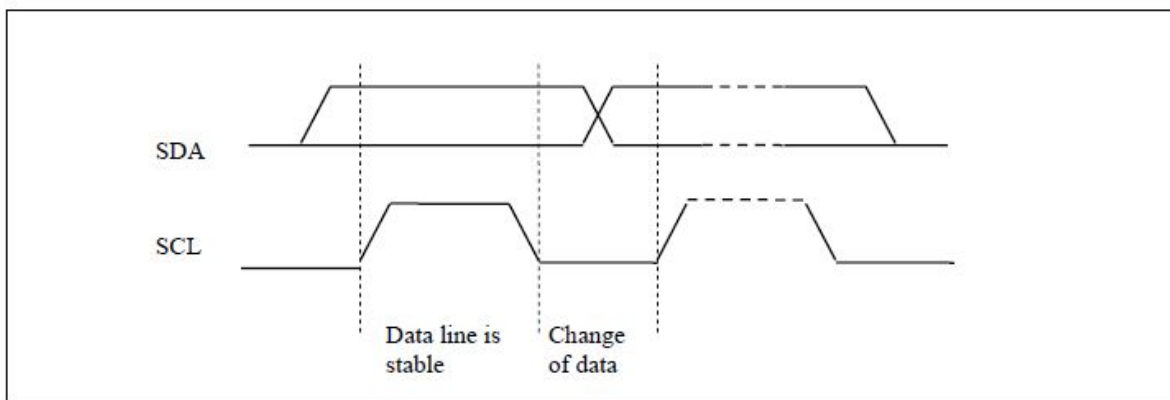 SDA
SCL
Data line is
stable
Change
of data